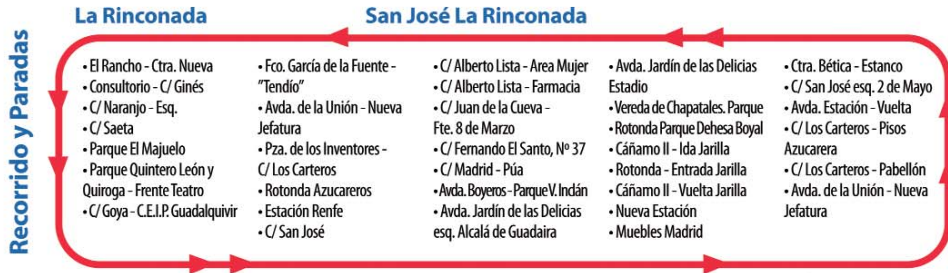 La Rinconada
San José La Rinconada
Recorrido y Paradas
• El Rancho - Ctra. Nueva
• Consultorio - C/ Ginés
• C/ Naranjo - Esq.
• C/ Saeta
• Parque El Majuelo
• Parque Quintero León y
Quiroga - Frente Teatro
• C/ Goya - C.E.I.P. Guadalquivir
• Fco. García de la Fuente -
"Tendío"
• Avda. de la Unión - Nueva
Jefatura
• Pza. de los Inventores -
C/ Los Carteros
• Rotonda Azucareros
• Estación Renfe
• C/ San José
• C/ Alberto Lista - Area Mujer
• C/ Alberto Lista - Farmacia
• C/ Juan de la Cueva -
Fte. 8 de Marzo
• C/ Fernando El Santo, Nº 37
• C/ Madrid - Púa
• Avda. Boyeros - Parque V. Indán
• Avda. Jardín de las Delicias
esq. Alcalá de Guadaira
• Avda. Jardín de las Delicias
Estadio
• Vereda de Chapatales. Parque
• Rotonda Parque Dehesa Boyal
• Cáñamo II - Ida Jarilla
• Rotonda - Entrada Jarilla
• Cáñamo II - Vuelta Jarilla
• Nueva Estación
• Muebles Madrid
• Ctra. Bética - Estanco
• C/ San José esq. 2 de Mayo
• Avda. Estación - Vuelta
• C/ Los Carteros - Pisos
Azucarera
• C/ Los Carteros - Pabellón
• Avda. de la Unión - Nueva
Jefatura